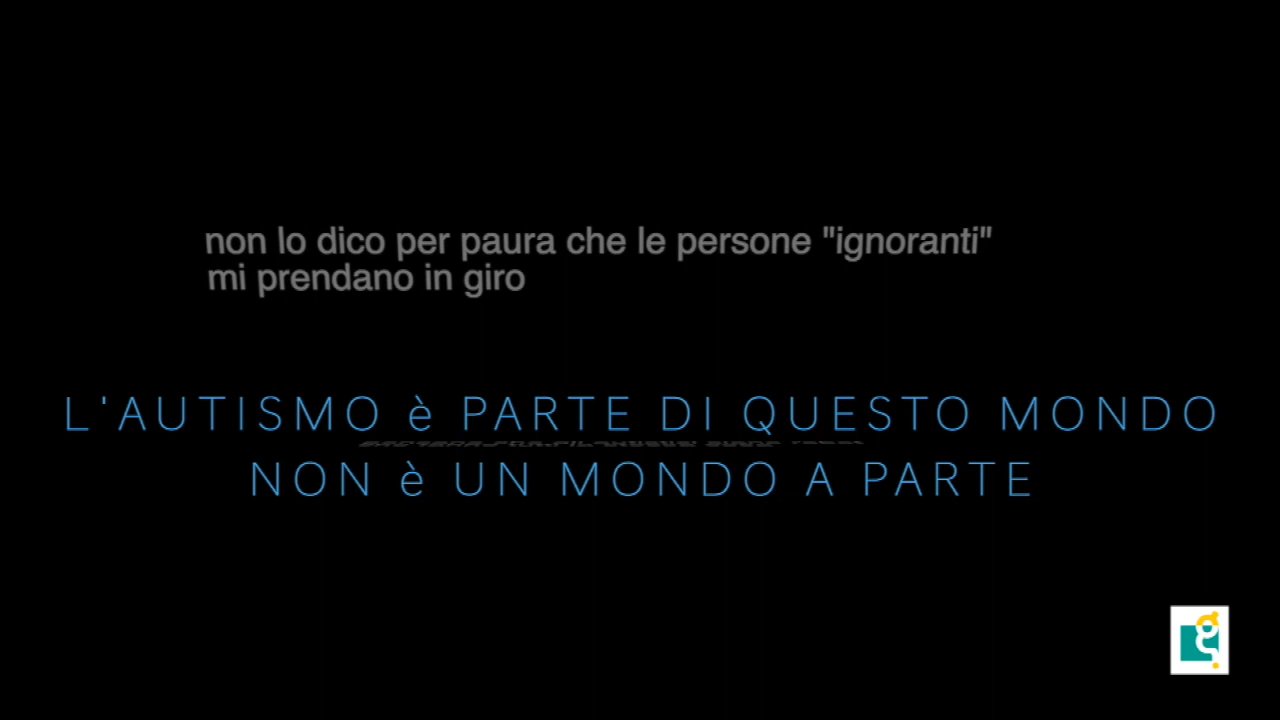 non lo dico per paura che le persone "ignoranti"
mi prendano in giro
L'AUTISMO è PARTE DI QUESTO MONDO
NON è UN MONDO A PARTE